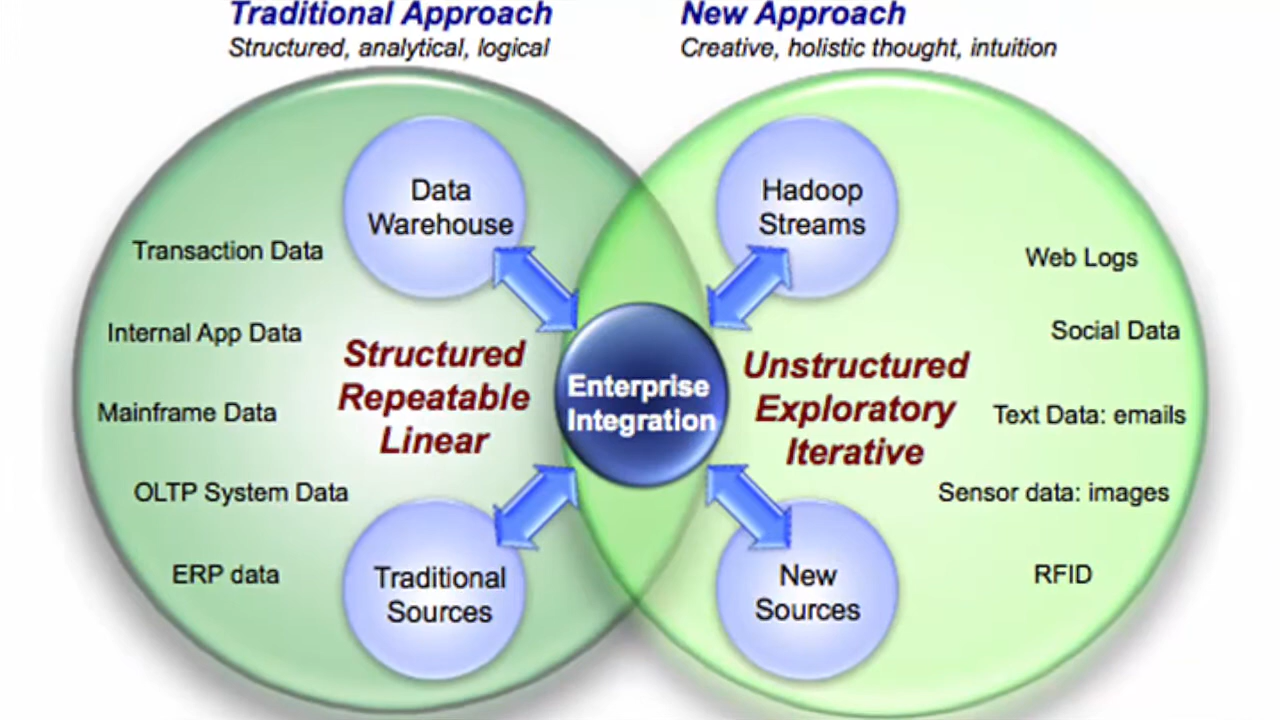 Traditional Approach
Structured, analytical, logical
New Approach
Creative, holistic thought, intuition
Data
Warehouse
Transaction Data
Internal App Data
Mainframe Data
OLTP System Data
ERP data
Structured
Repeatable
Linear
Traditional
Sources
Enterprise
Integration
Hadoop
Streams
Unstructured
Exploratory
Iterative
New
Sources
Web Logs
Social Data
Text Data: emails
Sensor data: images
RFID